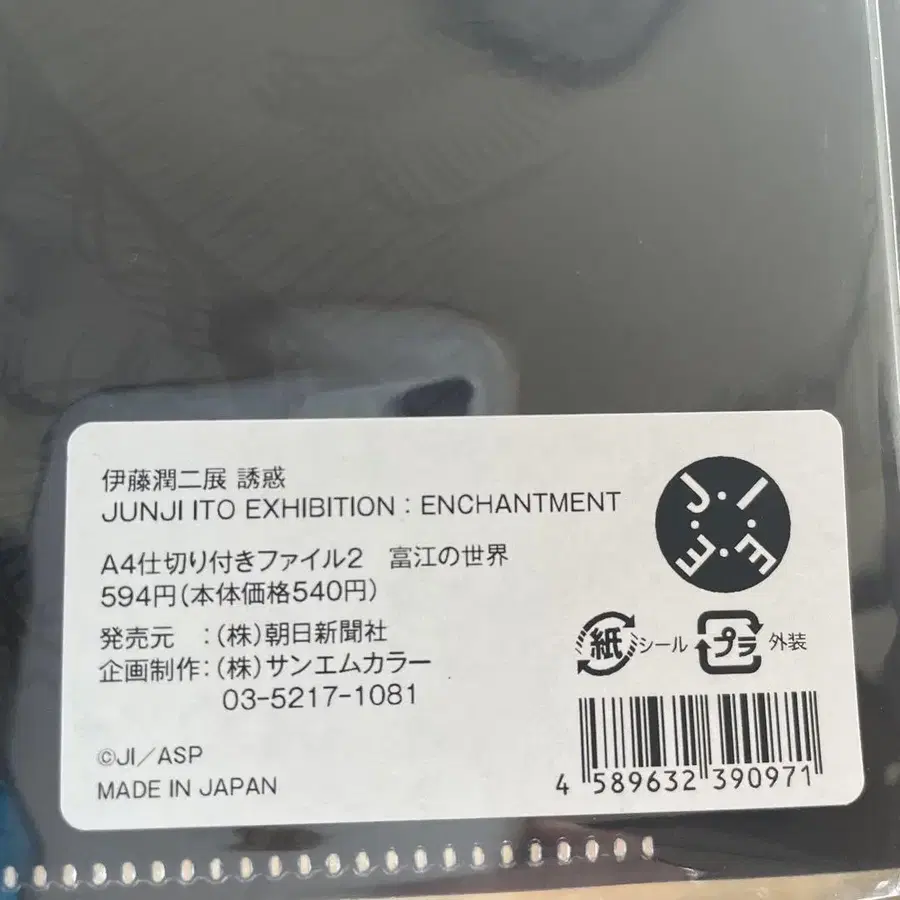 伊藤潤二展 誘惑
JUNJI ITO EXHIBITION : ENCHANTMENT
A4仕切り付きファイル2 富江の世界
594円(本体価格540円)
発売元 :(株)朝日新聞社
企画制作:(株)サンエムカラー
03-5217-1081
©JI/ASP
MADE IN JAPAN
J・I
E・E
紙 シール プラ 外装
4 589632 390971